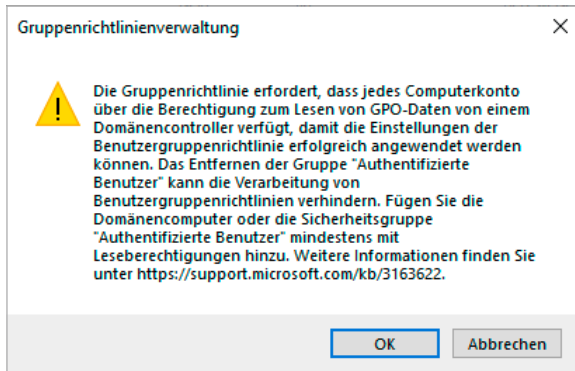 Gruppenrichtlinienverwaltung
Die Gruppenrichtlinie erfordert, dass jedes Computerkonto
über die Berechtigung zum Lesen von GPO-Daten von einem
Domänencontroller verfügt, damit die Einstellungen der
Benutzergruppenrichtlinie erfolgreich angewendet werden
können. Das Entfernen der Gruppe "Authentifizierte
Benutzer" kann die Verarbeitung von
Benutzergruppenrichtlinien verhindern. Fügen Sie die
Domänencomputer oder die Sicherheitsgruppe
"Authentifizierte Benutzer" mindestens mit
Leseberechtigungen hinzu. Weitere Informationen finden Sie
unter https://support.microsoft.com/kb/3163622.
OK
Abbrechen